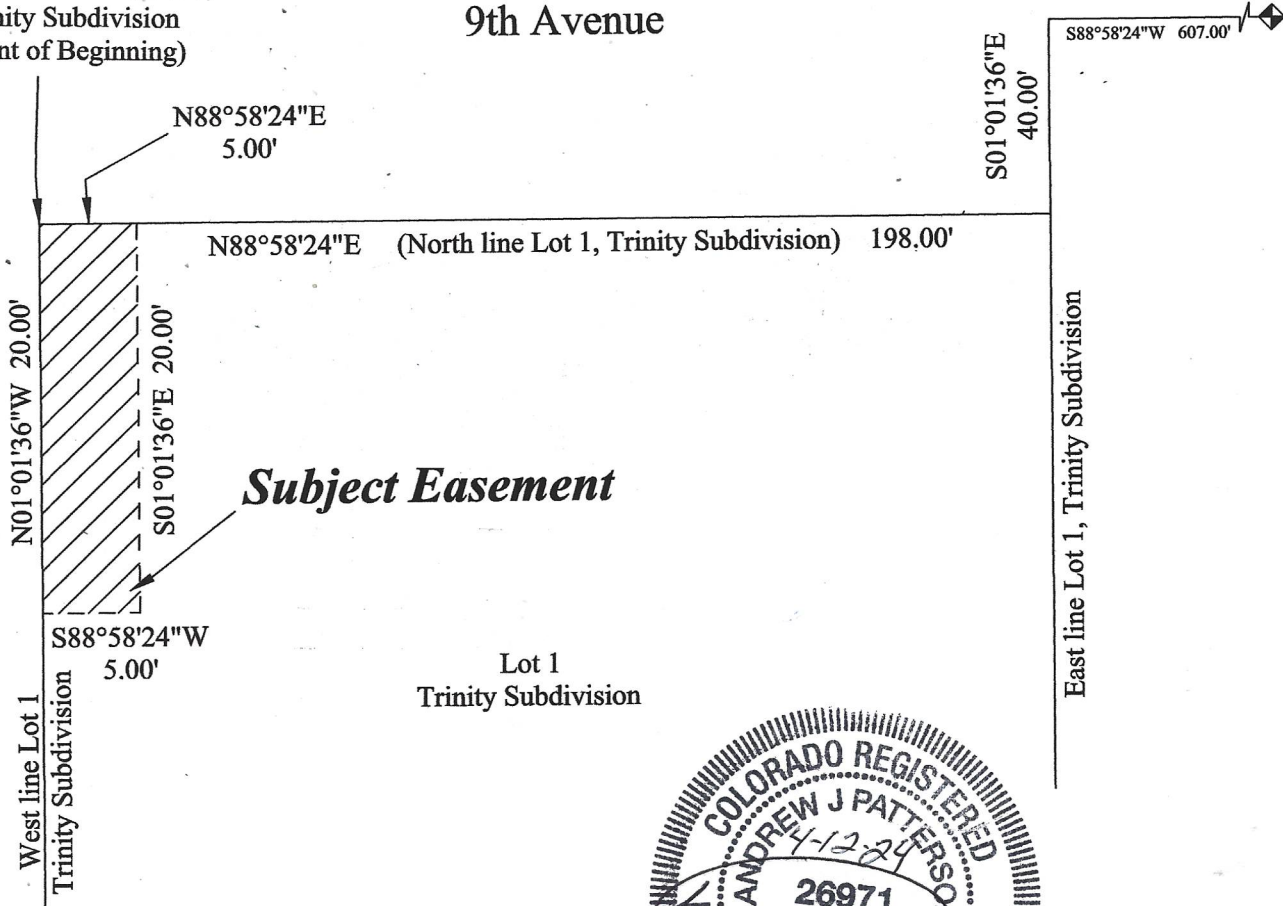 nity Subdivision
nt of Beginning)
9th Avenue
S88°58'24"W 607.00'
S01°01'36"E
40.00'
N88°58'24"E
5.00'
N88°58'24"E (North line Lot 1, Trinity Subdivision) 198.00'
N01°01'36"W 20.00'
S01°01'36"E 20.00'
Subject Easement
S88°58'24"W
5.00'
West line Lot 1
Trinity Subdivision
Lot 1
Trinity Subdivision
East line Lot 1, Trinity Subdivision
COLORADO REGISTERED
ANDREW J PATTERSO
4-12-24
26971